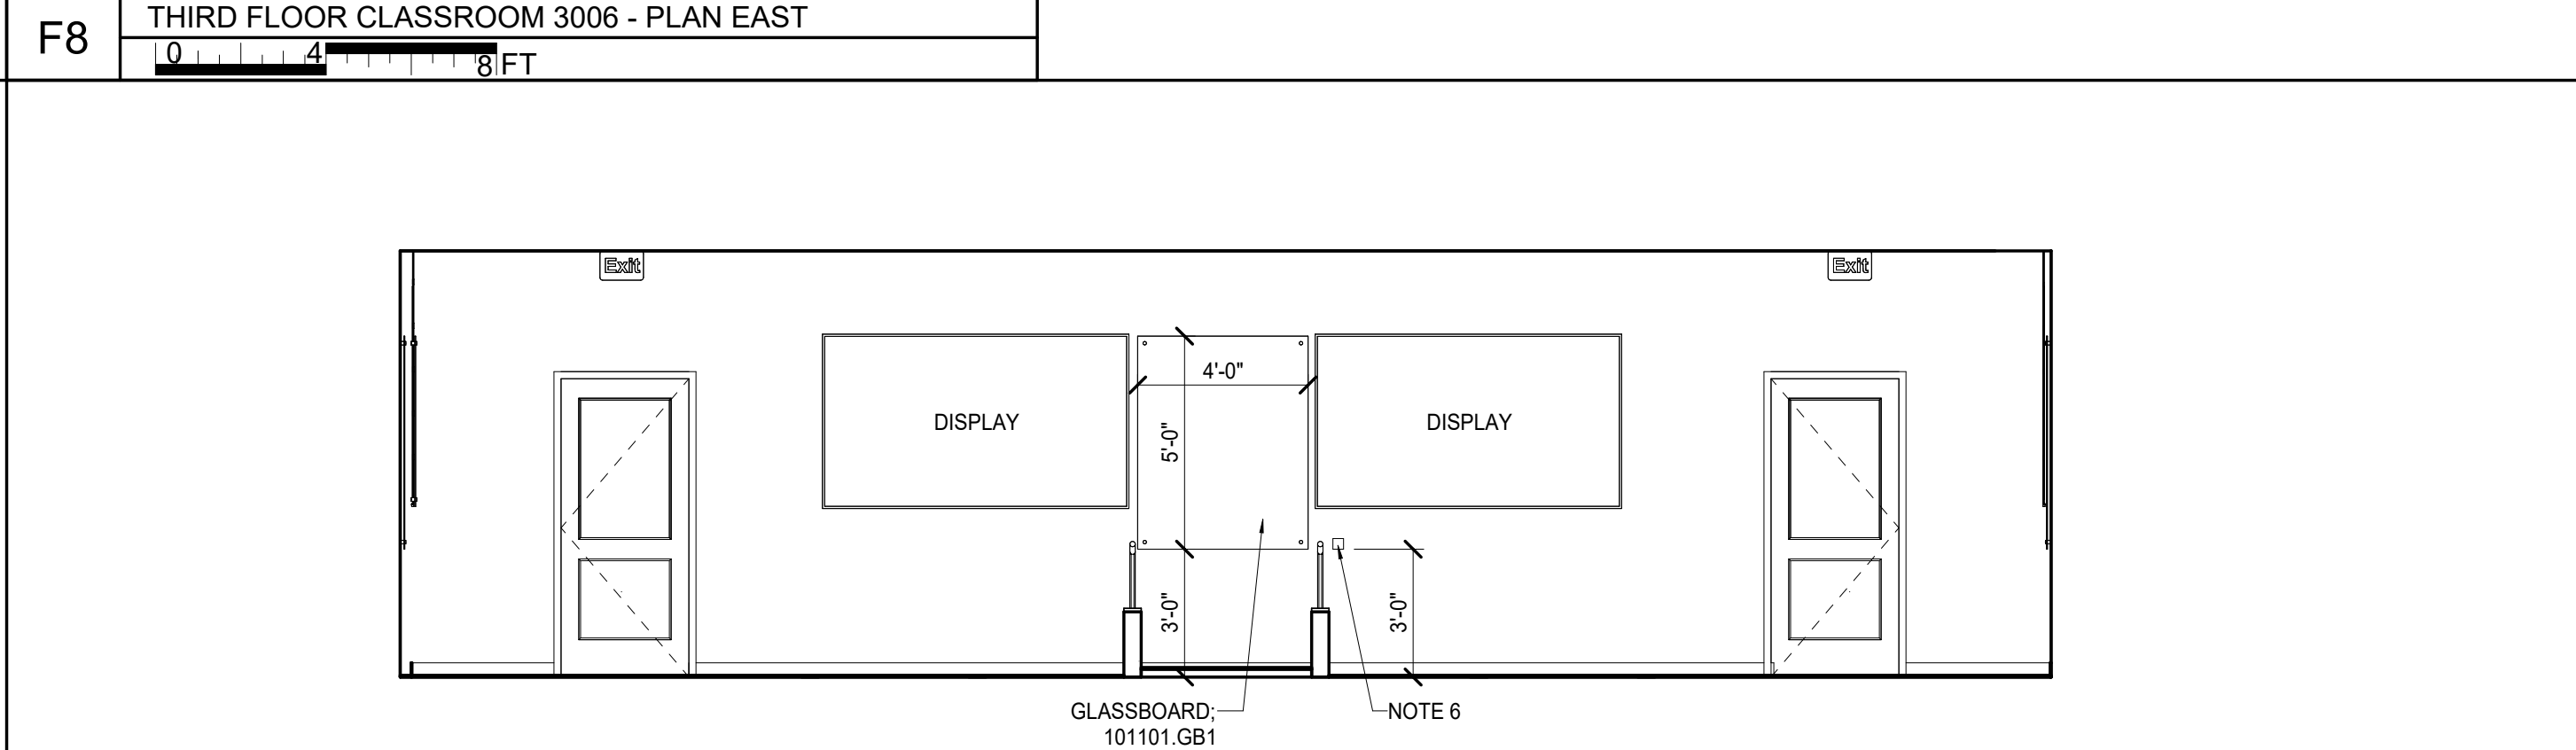 F8
THIRD FLOOR CLASSROOM 3006 - PLAN EAST
0 4 8 FT
Exit Exit
4'-0"
DISPLAY DISPLAY
5'-0"
3'-0" 3'-0"
GLASSBOARD; NOTE 6
101101.GB1